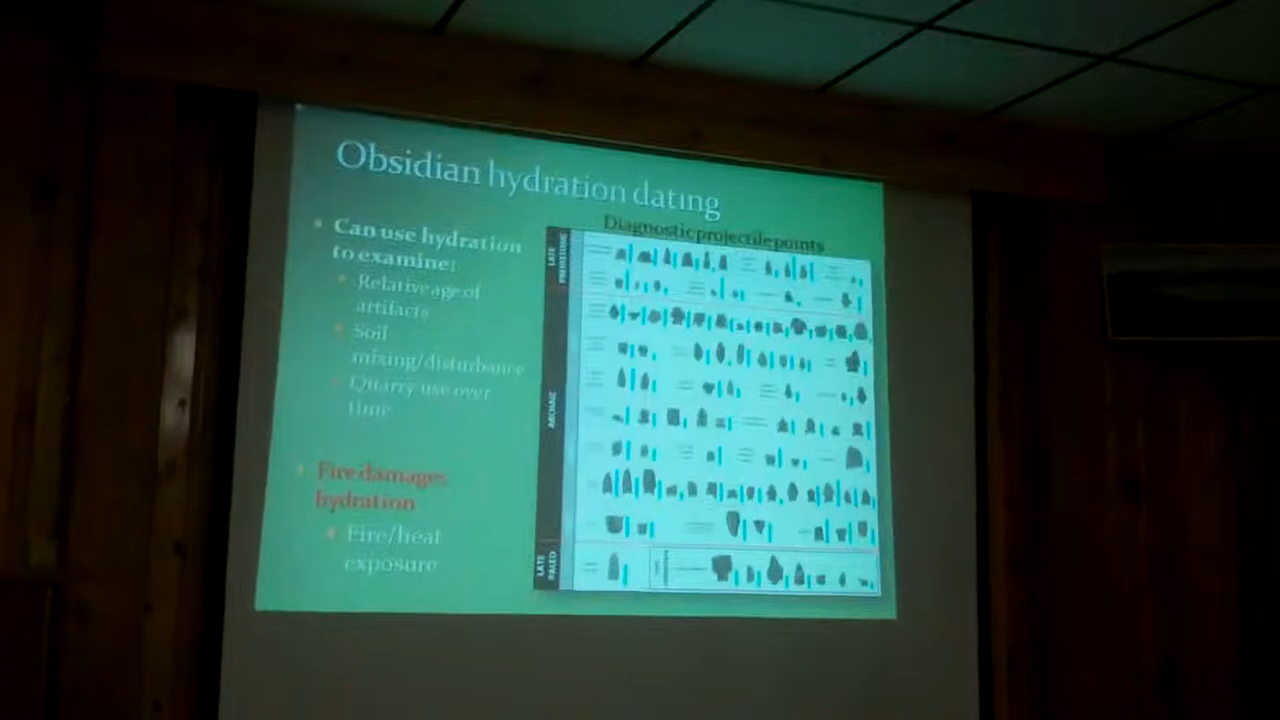 Obsidian hydration dating
Can use hydration
to examine:
Relative age of
artifacts
Soil
mixing/disturbance
Quarry use over
time
Fire damages
hydration
Fire/heat
exposure
Diagnostic projectile points
LATE
PREHISTORIC
ARCHAIC
LATE
PALEO